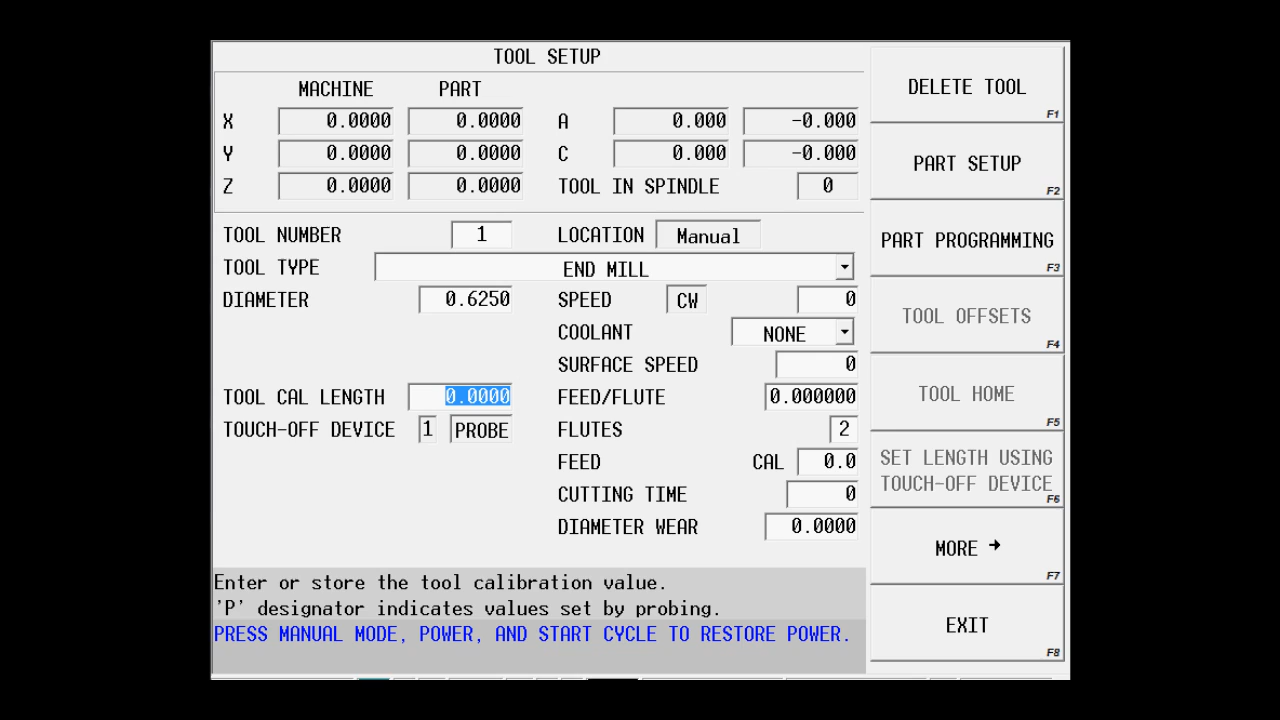 TOOL SETUP
MACHINE PART
X 0.0000 0.0000 A 0.000 -0.000
Y 0.0000 0.0000 C 0.000 -0.000
Z 0.0000 0.0000 TOOL IN SPINDLE 0
TOOL NUMBER 1 LOCATION Manual
TOOL TYPE END MILL
DIAMETER 0.6250 SPEED CW 0
COOLANT NONE
SURFACE SPEED 0
TOOL CAL LENGTH 0.0000 FEED/FLUTE 0.000000
TOUCH-OFF DEVICE 1 PROBE FLUTES 2
FEED CAL 0.0
CUTTING TIME 0
DIAMETER WEAR 0.0000
Enter or store the tool calibration value.
'P' designator indicates values set by probing.
PRESS MANUAL MODE, POWER, AND START CYCLE TO RESTORE POWER.
DELETE TOOL
F1
PART SETUP
F2
PART PROGRAMMING
F3
TOOL OFFSETS
F4
TOOL HOME
F5
SET LENGTH USING
TOUCH-OFF DEVICE
F6
MORE →
F7
EXIT
F8